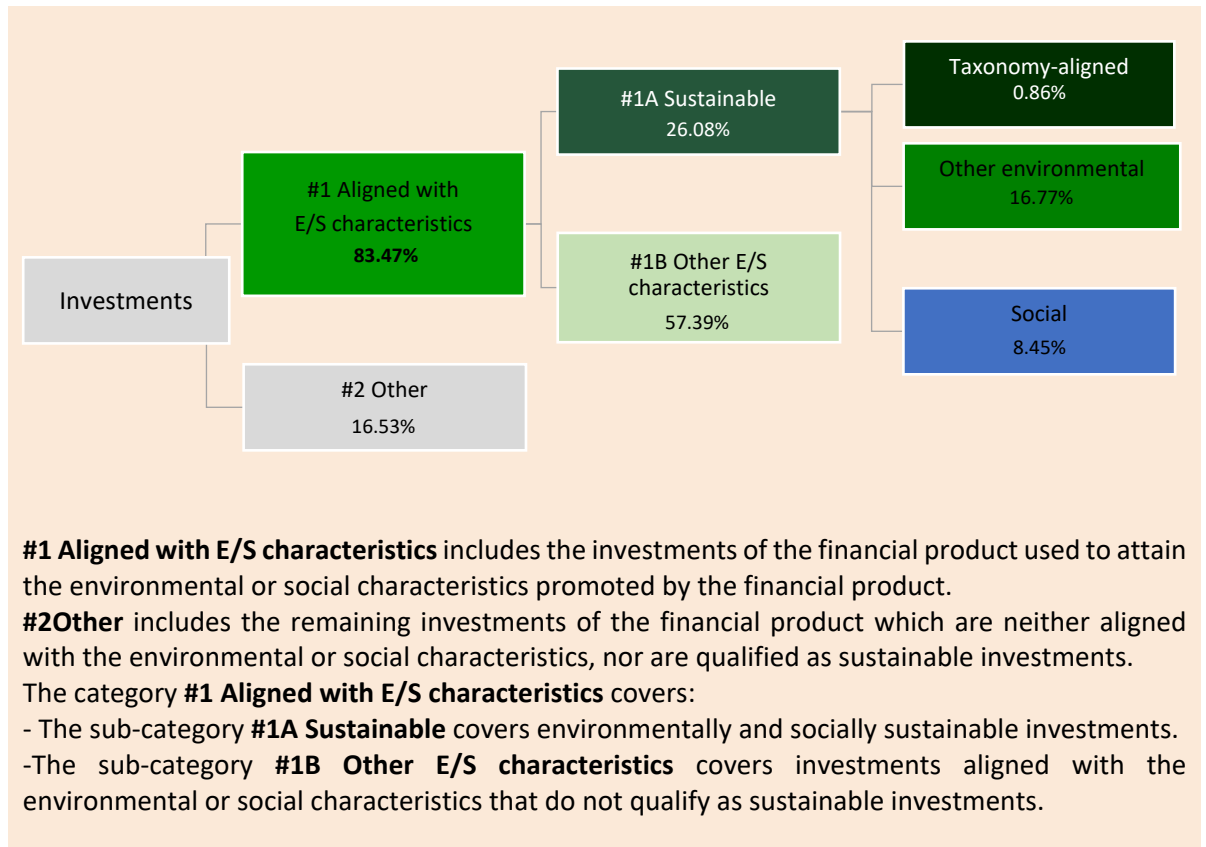 Taxonomy-aligned
0.86%
#1A Sustainable
26.08%
Other environmental
16.77%
#1 Aligned with
E/S characteristics
83.47%
#1B Other E/S
characteristics
57.39%
Investments
Social
8.45%
#2 Other
16.53%
#1 Aligned with E/S characteristics includes the investments of the financial product used to attain
the environmental or social characteristics promoted by the financial product.
#2Other includes the remaining investments of the financial product which are neither aligned
with the environmental or social characteristics, nor are qualified as sustainable investments.
The category #1 Aligned with E/S characteristics covers:
- The sub-category #1A Sustainable covers environmentally and socially sustainable investments.
-The sub-category #1B Other E/S characteristics covers investments aligned with the
environmental or social characteristics that do not qualify as sustainable investments.